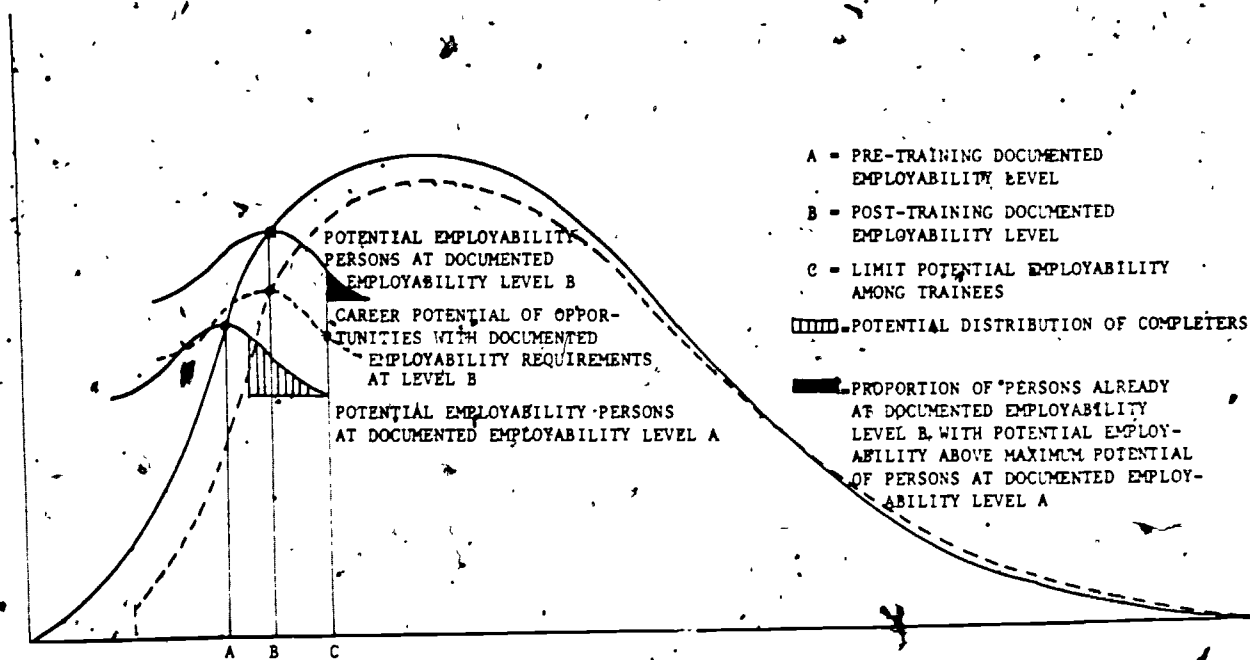 A = PRE-TRAINING DOCUMENTED
EMPLOYABILITY LEVEL
B = POST-TRAINING DOCUMENTED
EMPLOYABILITY LEVEL
C = LIMIT POTENTIAL EMPLOYABILITY
AMONG TRAINEES
=POTENTIAL DISTRIBUTION OF COMPLETERS
=PROPORTION OF PERSONS ALREADY
AT DOCUMENTED EMPLOYABILITY
LEVEL B WITH POTENTIAL EMPLOY-
ABILITY ABOVE MAXIMUM POTENTIAL
OF PERSONS AT DOCUMENTED EMPLOY-
ABILITY LEVEL A
POTENTIAL EMPLOYABILITY
PERSONS AT DOCUMENTED
EMPLOYABILITY LEVEL B
CAREER POTENTIAL OF OPPOR-
TUNITIES WITH DOCUMENTED
EMPLOYABILITY REQUIREMENTS
AT LEVEL B
POTENTIAL EMPLOYABILITY PERSONS
AT DOCUMENTED EMPLOYABILITY LEVEL A
A B C